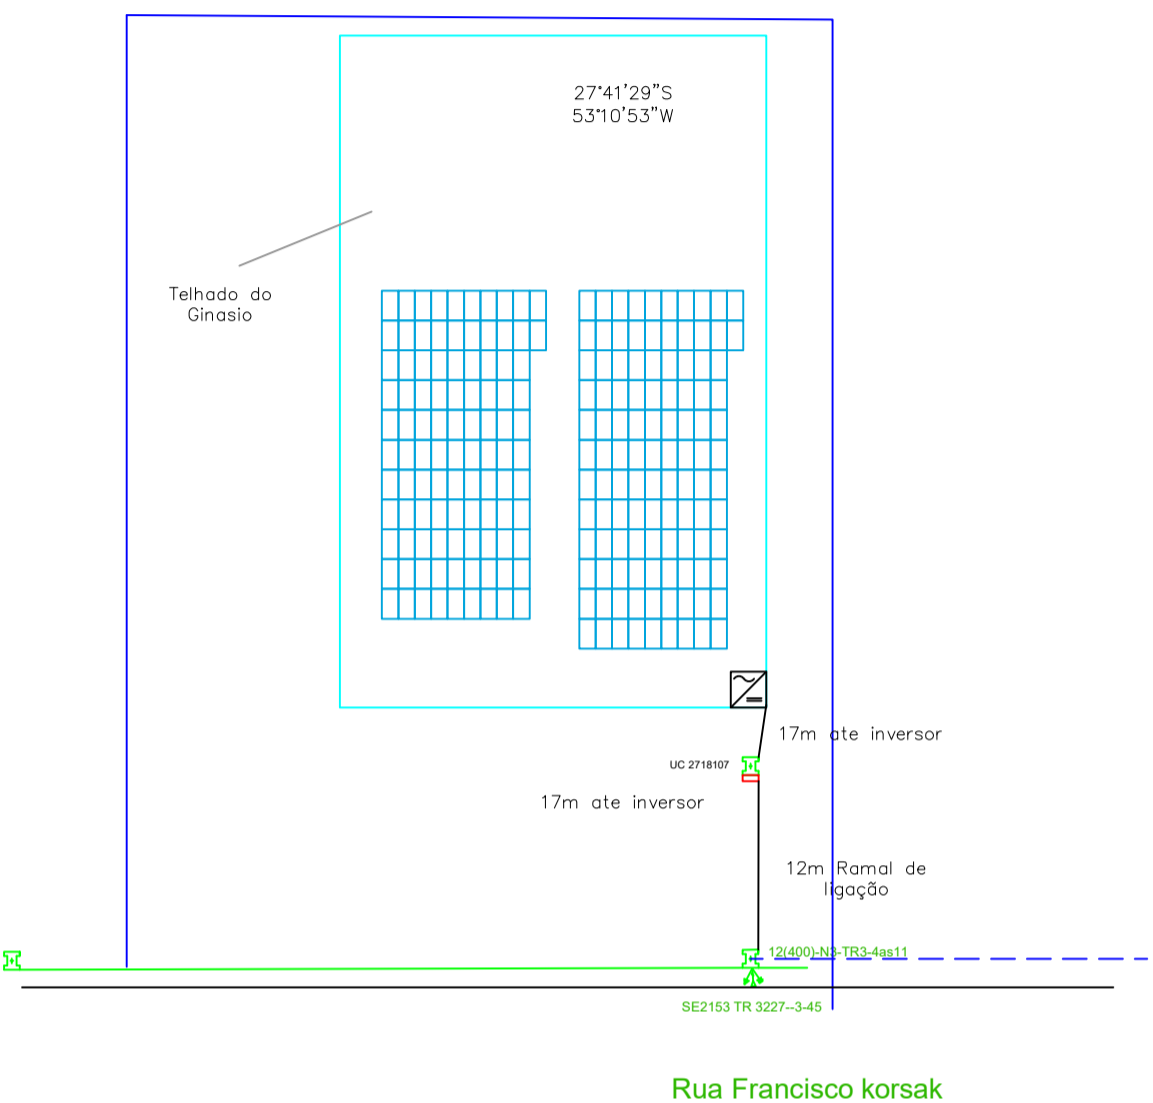 27°41'29"S
53°10'53"W
Telhado do
Ginasio
17m ate inversor
UC 2718107
17m ate inversor
12m Ramal de
ligação
12(400)-N3-TR3-4as11
SE2153 TR 3227--3-45
Rua Francisco korsak